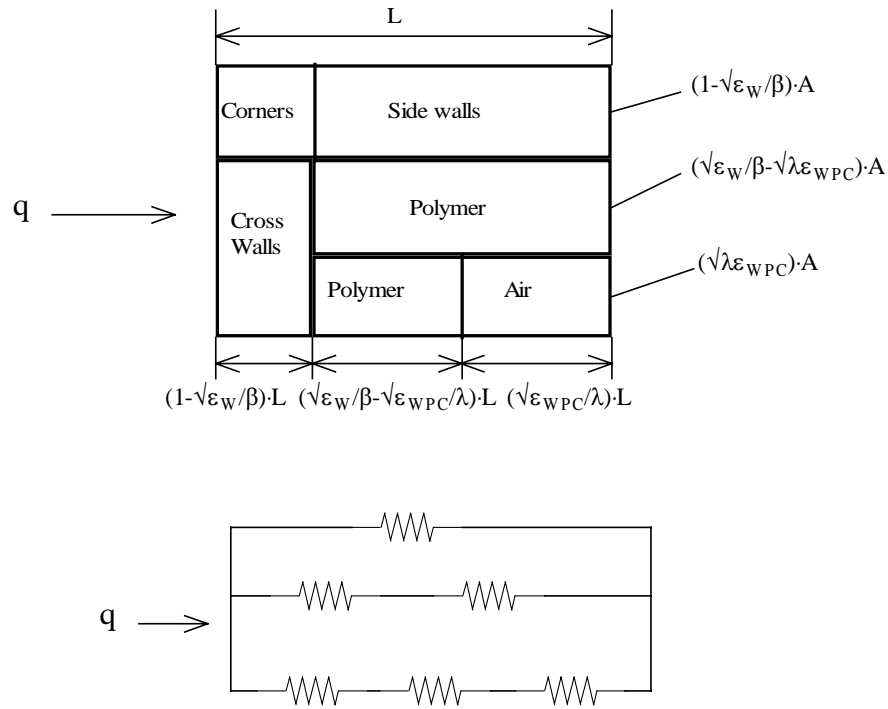 L
Corners
Side walls
(1-√ε_W/β)·A
(√ε_W/β-√λε_WPC)·A
q
Cross
Walls
Polymer
Polymer
Air
(√λε_WPC)·A
(1-√ε_W/β)·L (√ε_W/β-√ε_WPC/λ)·L (√ε_WPC/λ)·L
q